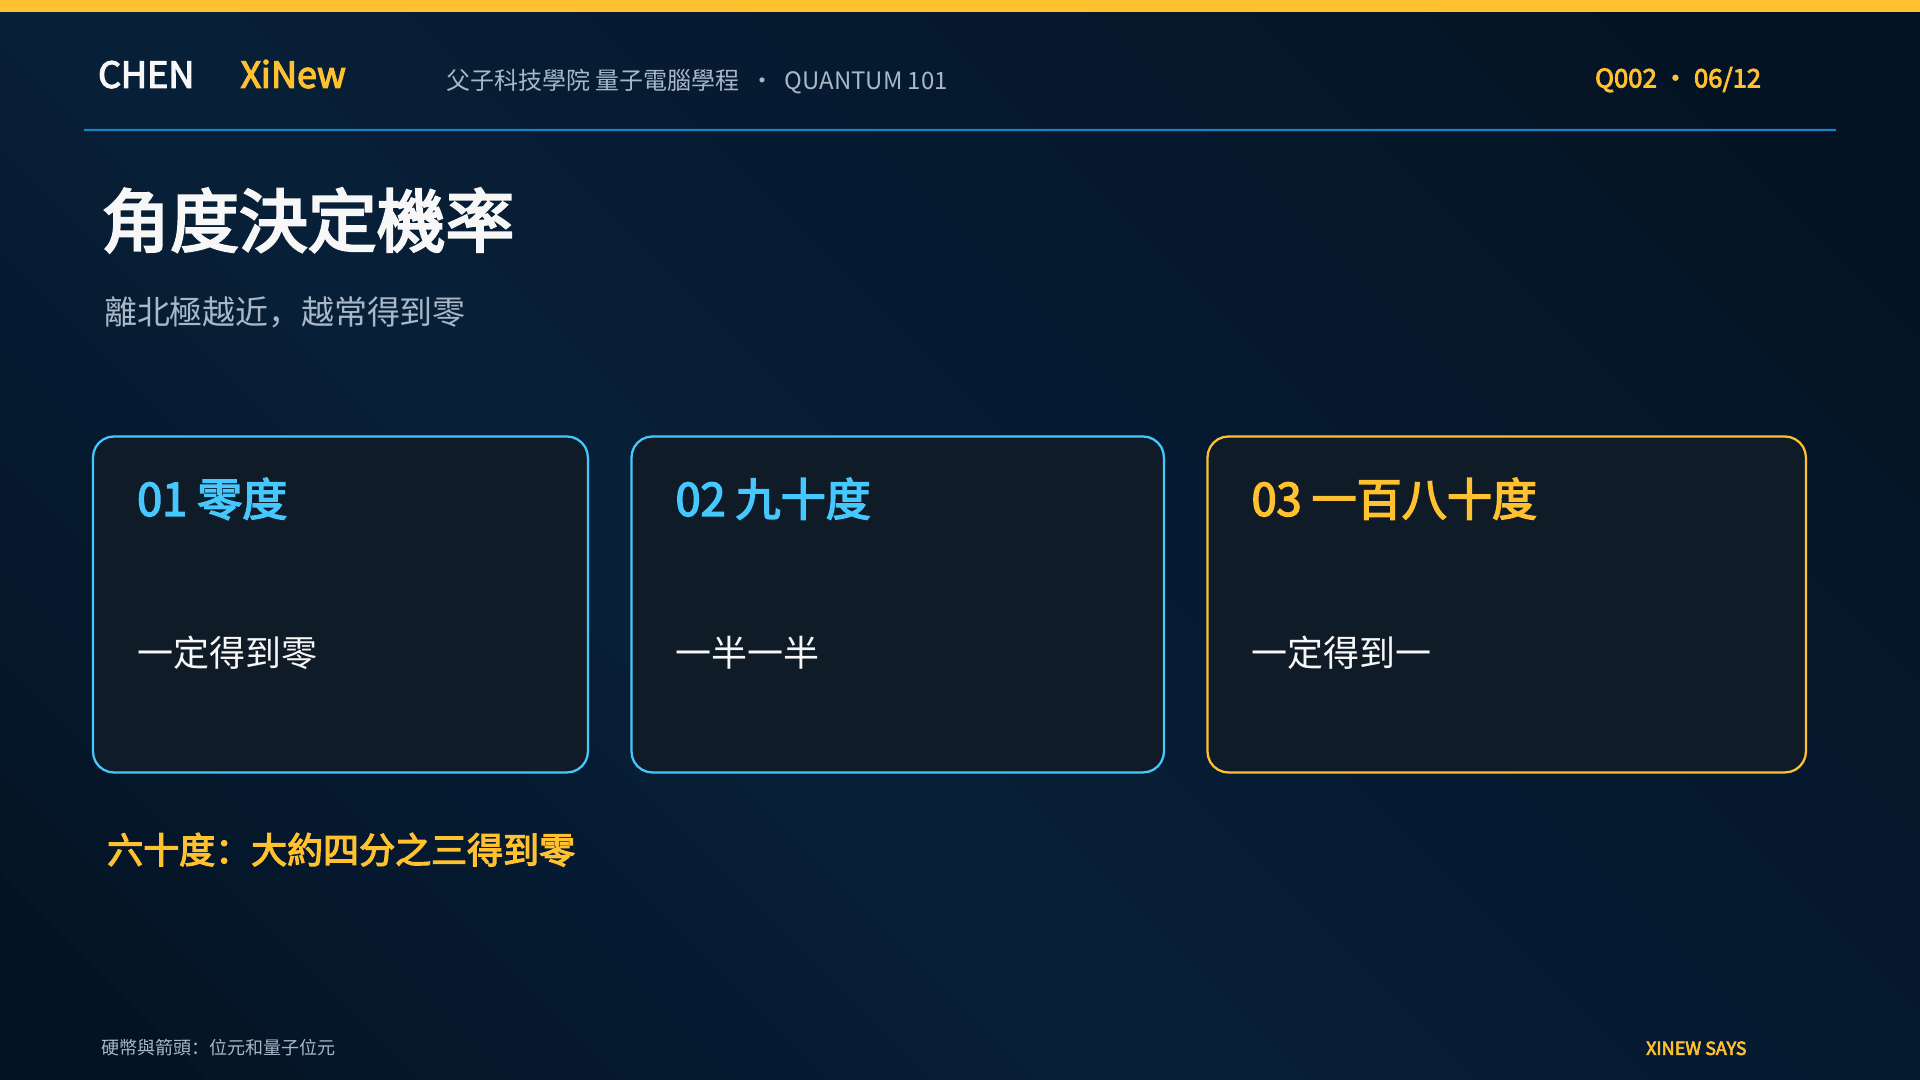 CHEN XiNew 父子科技學院 量子電腦學程 · QUANTUM 101 Q002 · 06/12
角度決定機率
離北極越近，越常得到零
01 零度
一定得到零
02 九十度
一半一半
03 一百八十度
一定得到一
六十度：大約四分之三得到零
硬幣與箭頭：位元和量子位元
XINEW SAYS